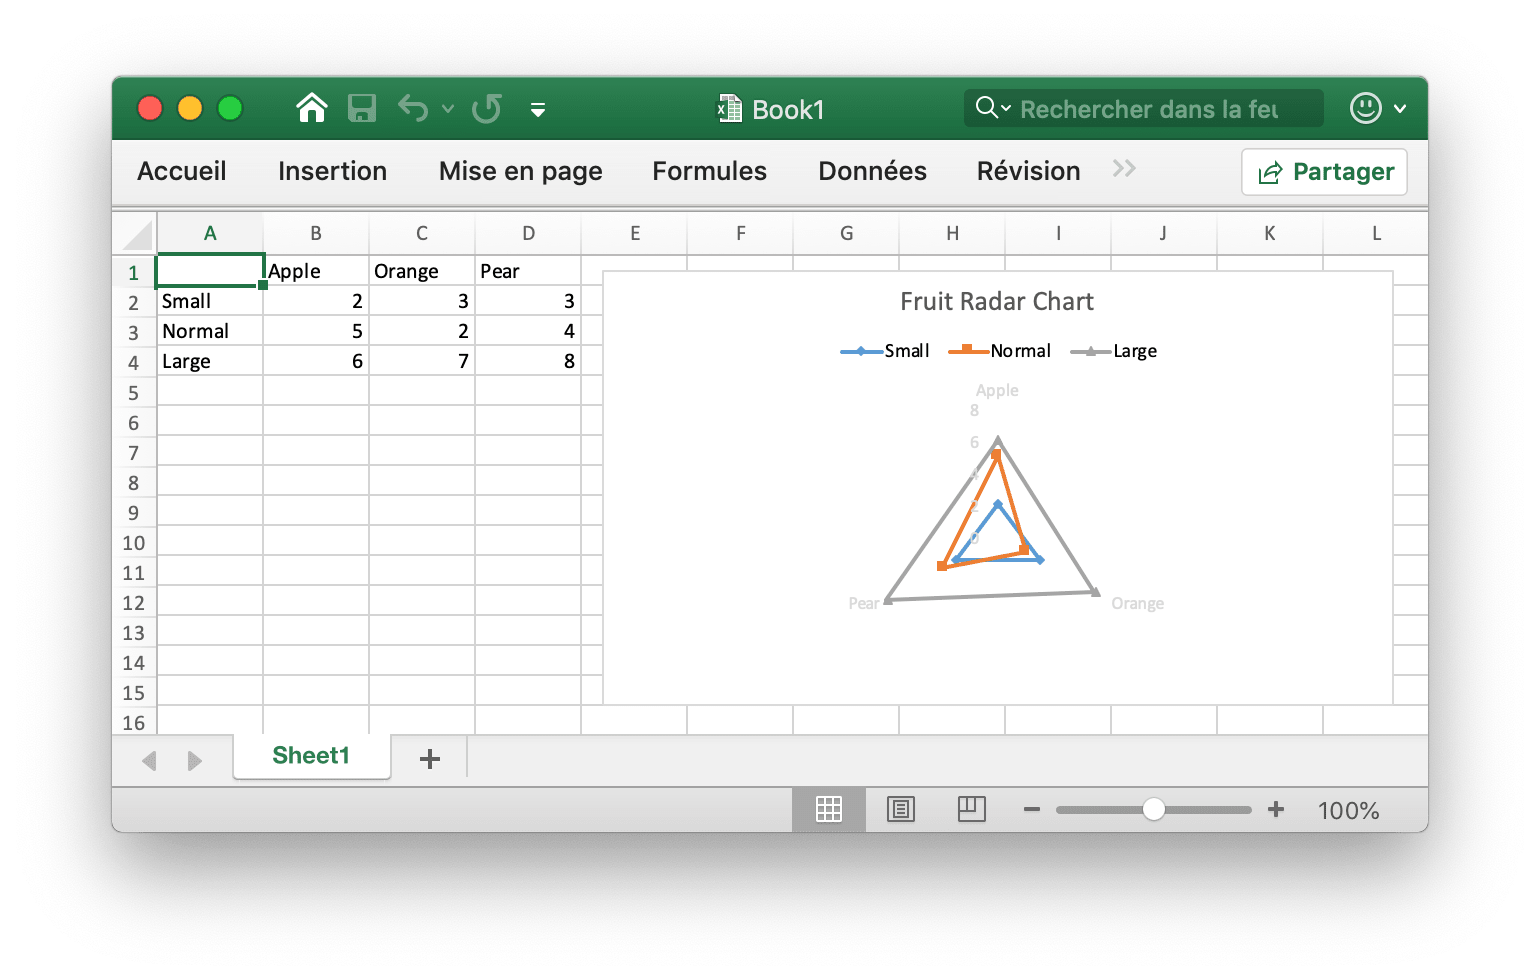 Book1
Rechercher dans la feu
Accueil Insertion Mise en page Formules Données Révision Partager
A B C D E F G H I J K L
1 Apple Orange Pear
2 Small 2 3 3
3 Normal 5 2 4
4 Large 6 7 8
5
6
7
8
9
10
11
12
13
14
15
16
Fruit Radar Chart
Small Normal Large
Apple
8
6
4
2
0
Pear Orange
Sheet1
100%